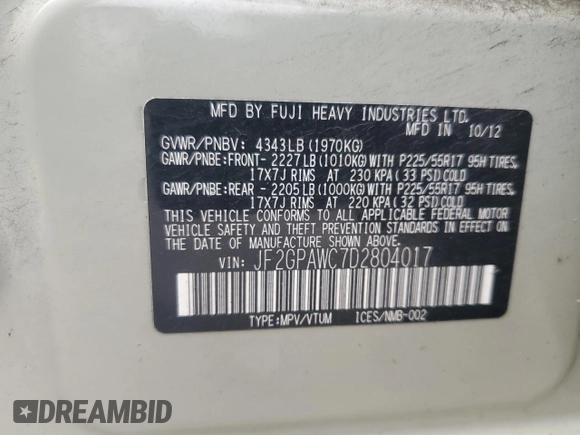 MFD BY FUJI HEAVY INDUSTRIES LTD.
MFD IN 10/12
GVWR/PNBV: 4343LB (1970KG)
GAWR/PNBE:FRONT- 2227LB (1010KG) WITH P225/55R17 95H TIRES,
17X7J RIMS AT 230 KPA (33 PSI) COLD
GAWR/PNBE:REAR - 2205LB (1000KG) WITH P225/55R17 95H TIRES,
17X7J RIMS AT 220 KPA (32 PSI) COLD
THIS VEHICLE CONFORMS TO ALL APPLICABLE FEDERAL MOTOR
VEHICLE SAFETY AND THEFT PREVENTION STANDARDS IN EFFECT ON
THE DATE OF MANUFACTURE SHOWN ABOVE.
VIN: JF2GPAWC7D2804017
TYPE:MPV/VTUM ICES/NMB-002
DREAMBID